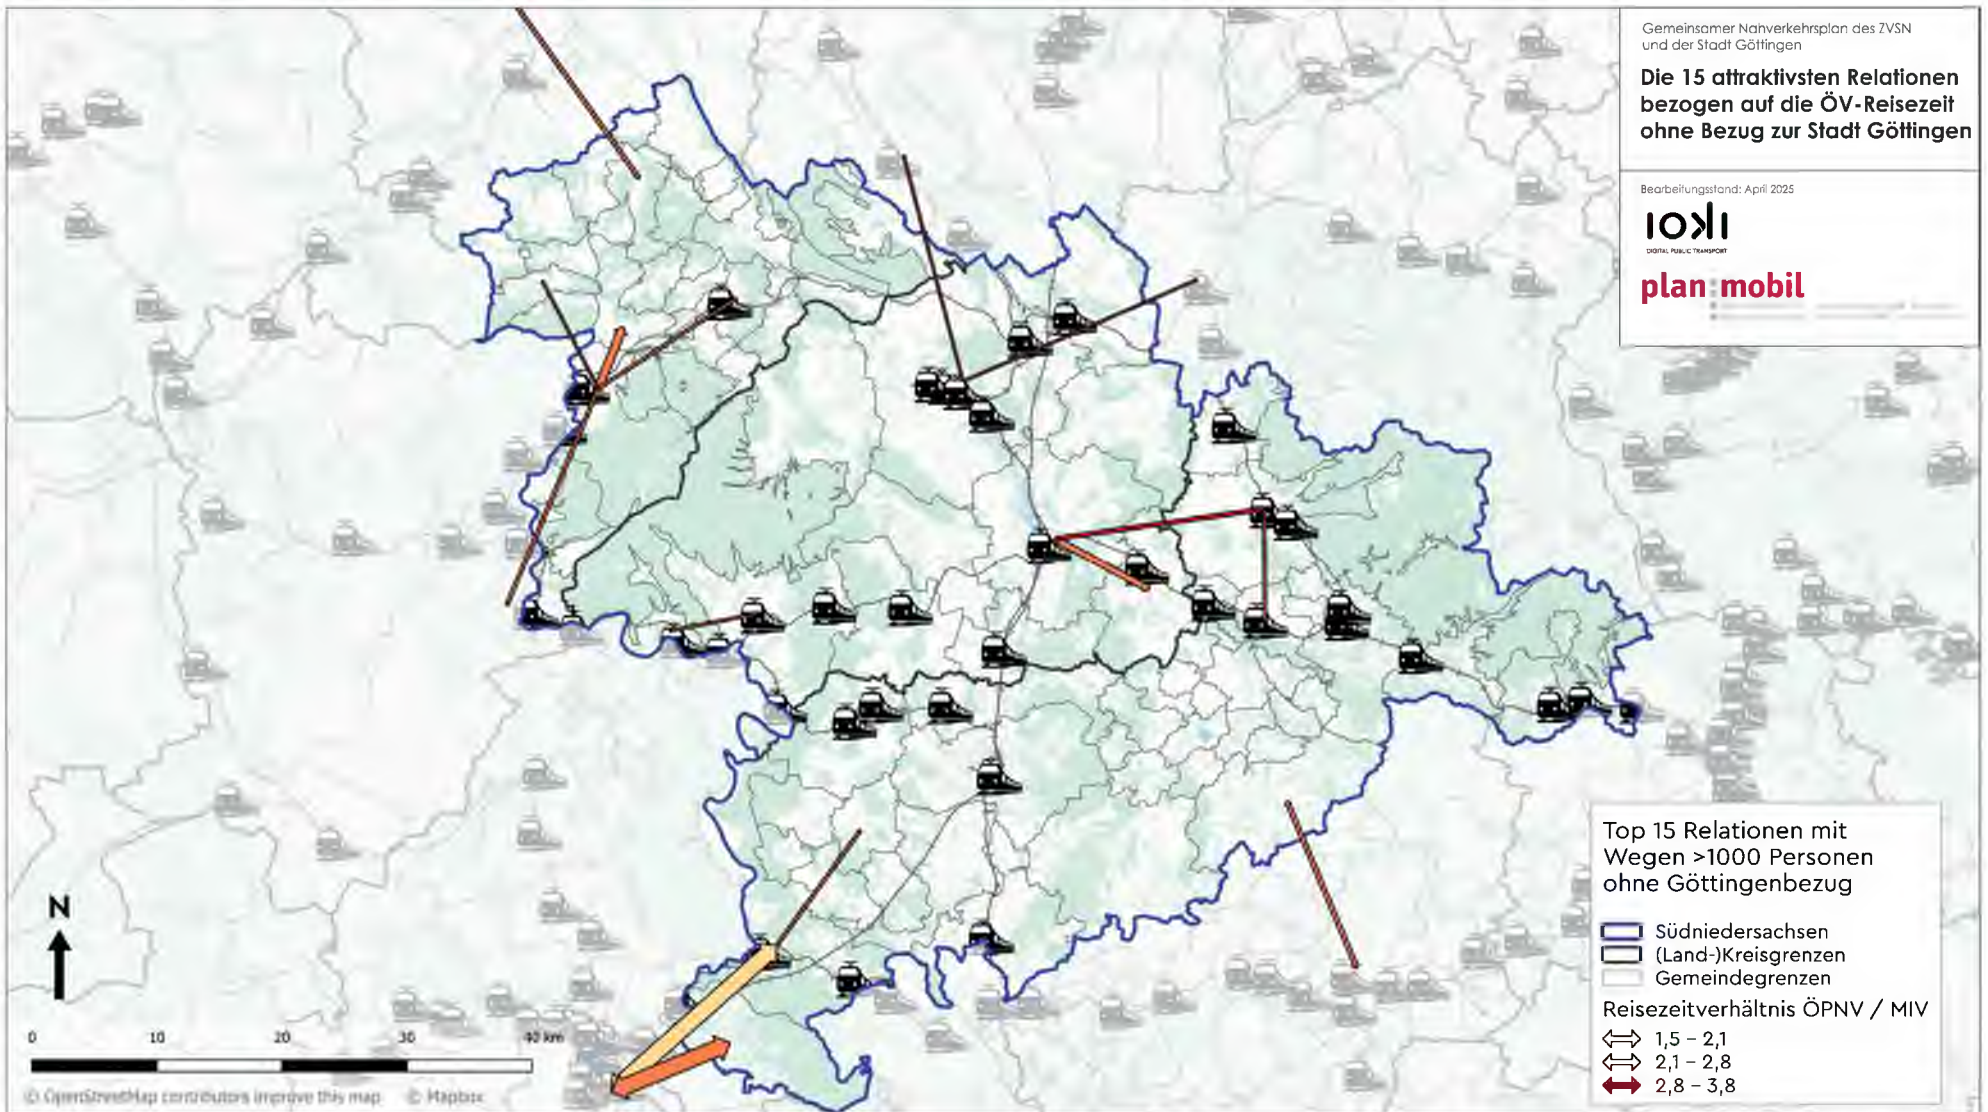 Gemeinsamer Nahverkehrsplan des ZVSN
und der Stadt Göttingen
Die 15 attraktivsten Relationen
bezogen auf die ÖV-Reisezeit
ohne Bezug zur Stadt Göttingen
Bearbeitungsstand: April 2025
ioki
DIGITAL PUBLIC TRANSPORT
plan:mobil
Top 15 Relationen mit
Wegen >1000 Personen
ohne Göttingenbezug
Südniedersachsen
(Land-)Kreisgrenzen
Gemeindegrenzen
Reisezeitverhältnis ÖPNV / MIV
1,5 – 2,1
2,1 – 2,8
2,8 – 3,8
N
0 10 20 30 40 km
© OpenStreetMap contributors improve this map © Mapbox